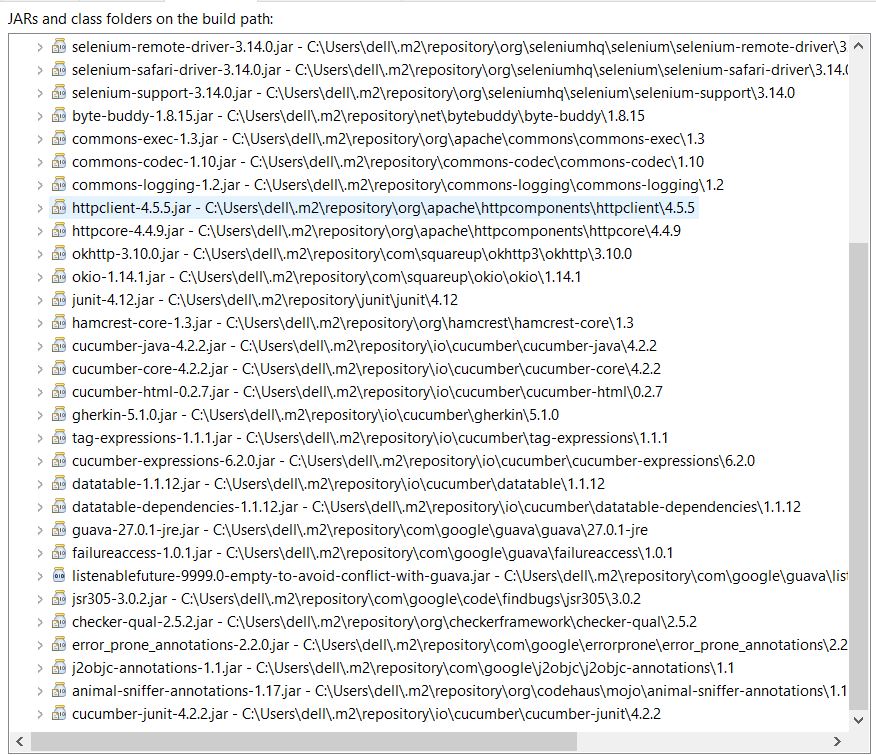 JARs and class folders on the build path:
selenium-remote-driver-3.14.0.jar - C:\Users\dell\.m2\repository\org\seleniumhq\selenium\selenium-remote-driver\3
selenium-safari-driver-3.14.0.jar - C:\Users\dell\.m2\repository\org\seleniumhq\selenium\selenium-safari-driver\3.14.0
selenium-support-3.14.0.jar - C:\Users\dell\.m2\repository\org\seleniumhq\selenium\selenium-support\3.14.0
byte-buddy-1.8.15.jar - C:\Users\dell\.m2\repository\net\bytebuddy\byte-buddy\1.8.15
commons-exec-1.3.jar - C:\Users\dell\.m2\repository\org\apache\commons\commons-exec\1.3
commons-codec-1.10.jar - C:\Users\dell\.m2\repository\commons-codec\commons-codec\1.10
commons-logging-1.2.jar - C:\Users\dell\.m2\repository\commons-logging\commons-logging\1.2
httpclient-4.5.5.jar - C:\Users\dell\.m2\repository\org\apache\httpcomponents\httpclient\4.5.5
httpcore-4.4.9.jar - C:\Users\dell\.m2\repository\org\apache\httpcomponents\httpcore\4.4.9
okhttp-3.10.0.jar - C:\Users\dell\.m2\repository\com\squareup\okhttp3\okhttp\3.10.0
okio-1.14.1.jar - C:\Users\dell\.m2\repository\com\squareup\okio\okio\1.14.1
junit-4.12.jar - C:\Users\dell\.m2\repository\junit\junit\4.12
hamcrest-core-1.3.jar - C:\Users\dell\.m2\repository\org\hamcrest\hamcrest-core\1.3
cucumber-java-4.2.2.jar - C:\Users\dell\.m2\repository\io\cucumber\cucumber-java\4.2.2
cucumber-core-4.2.2.jar - C:\Users\dell\.m2\repository\io\cucumber\cucumber-core\4.2.2
cucumber-html-0.2.7.jar - C:\Users\dell\.m2\repository\io\cucumber\cucumber-html\0.2.7
gherkin-5.1.0.jar - C:\Users\dell\.m2\repository\io\cucumber\gherkin\5.1.0
tag-expressions-1.1.1.jar - C:\Users\dell\.m2\repository\io\cucumber\tag-expressions\1.1.1
cucumber-expressions-6.2.0.jar - C:\Users\dell\.m2\repository\io\cucumber\cucumber-expressions\6.2.0
datatable-1.1.12.jar - C:\Users\dell\.m2\repository\io\cucumber\datatable\1.1.12
datatable-dependencies-1.1.12.jar - C:\Users\dell\.m2\repository\io\cucumber\datatable-dependencies\1.1.12
guava-27.0.1-jre.jar - C:\Users\dell\.m2\repository\com\google\guava\guava\27.0.1-jre
failureaccess-1.0.1.jar - C:\Users\dell\.m2\repository\com\google\guava\failureaccess\1.0.1
listenablefuture-9999.0-empty-to-avoid-conflict-with-guava.jar - C:\Users\dell\.m2\repository\com\google\guava\list
jsr305-3.0.2.jar - C:\Users\dell\.m2\repository\com\google\code\findbugs\jsr305\3.0.2
checker-qual-2.5.2.jar - C:\Users\dell\.m2\repository\org\checkerframework\checker-qual\2.5.2
error_prone_annotations-2.2.0.jar - C:\Users\dell\.m2\repository\com\google\errorprone\error_prone_annotations\2.2
j2objc-annotations-1.1.jar - C:\Users\dell\.m2\repository\com\google\j2objc\j2objc-annotations\1.1
animal-sniffer-annotations-1.17.jar - C:\Users\dell\.m2\repository\org\codehaus\mojo\animal-sniffer-annotations\1.1
cucumber-junit-4.2.2.jar - C:\Users\dell\.m2\repository\io\cucumber\cucumber-junit\4.2.2